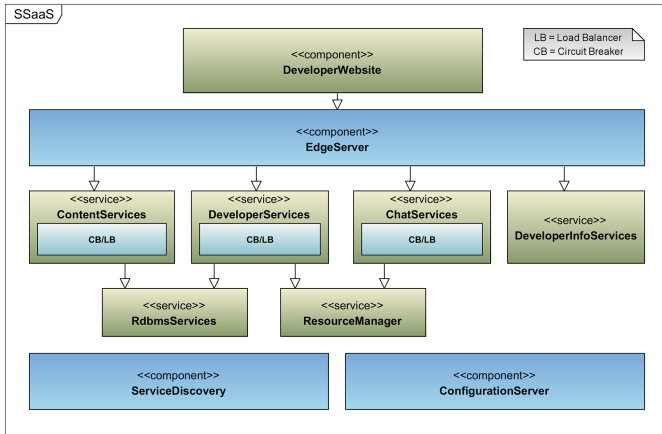 SSaaS
LB = Load Balancer
CB = Circuit Breaker
<<component>>
DeveloperWebsite
<<component>>
EdgeServer
<<service>>
ContentServices
CB/LB
<<service>>
DeveloperServices
CB/LB
<<service>>
ChatServices
CB/LB
<<service>>
DeveloperInfoServices
<<service>>
RdbmsServices
<<service>>
ResourceManager
<<component>>
ServiceDiscovery
<<component>>
ConfigurationServer